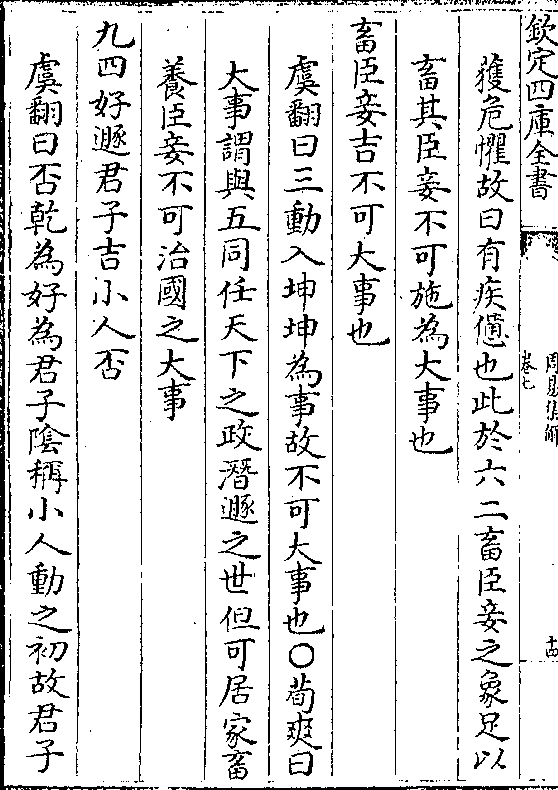 欽定四庫全書
周易集解
卷七
十四
獲危懼故曰有疾憊也此於六二畜臣妾之象足以
畜其臣妾不可施為大事也
畜臣妾吉不可大事也
虞翻曰三動入坤坤為事故不可大事也○荀爽曰
大事謂與五同任天下之政潛遯之世但可居家畜
養臣妾不可治國之大事
九四好遯君子吉小人否
虞翻曰否乾為好為君子陰稱小人動之初故君子